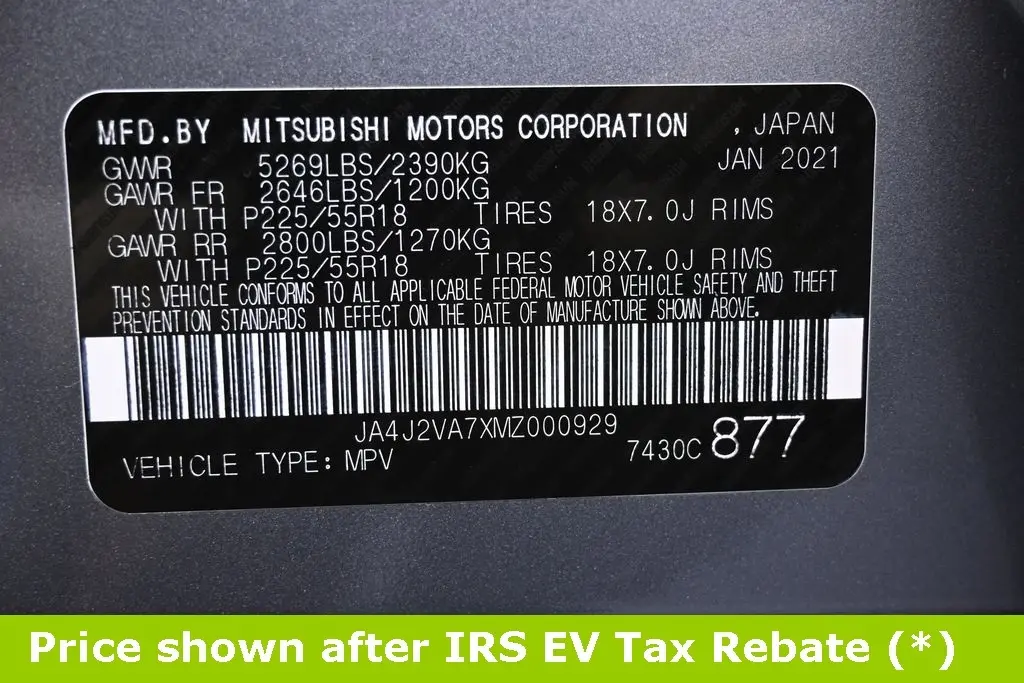 MFD.BY MITSUBISHI MOTORS CORPORATION , JAPAN
GVWR 5269LBS/2390KG JAN 2021
GAWR FR 2646LBS/1200KG
WITH P225/55R18 TIRES 18X7.0J RIMS
GAWR RR 2800LBS/1270KG
WITH P225/55R18 TIRES 18X7.0J RIMS
THIS VEHICLE CONFORMS TO ALL APPLICABLE FEDERAL MOTOR VEHICLE SAFETY AND THEFT
PREVENTION STANDARDS IN EFFECT ON THE DATE OF MANUFACTURE SHOWN ABOVE.
JA4J2VA7XMZ000929
VEHICLE TYPE: MPV 7430C 877
Price shown after IRS EV Tax Rebate (*)